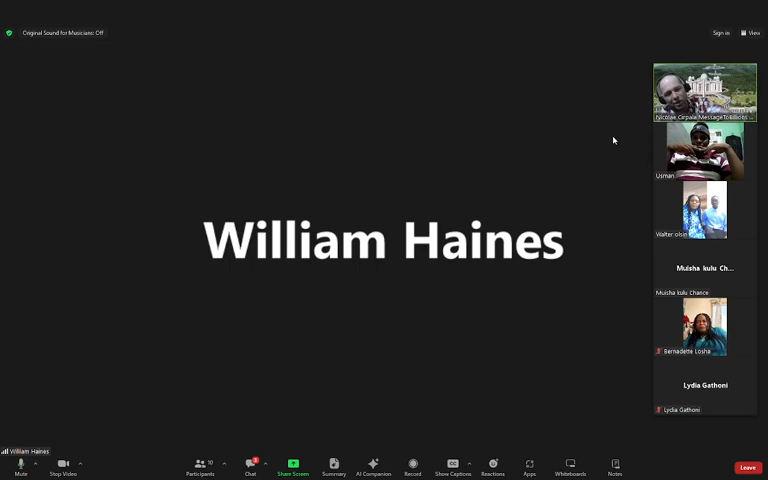 Original Sound for Musicians: Off
Sign in
View
William Haines
Nicolae Cirpala MessageToBillions ...
Usman
Walter olsin
Muisha kulu Ch...
Muisha kulu Chance
Bernadette Losha
Lydia Gathoni
Lydia Gathoni
William Haines
Mute
Stop Video
10
Participants
Chat
Share Screen
Summary
AI Companion
Record
CC
Show Captions
Reactions
Apps
Whiteboards
Notes
Leave